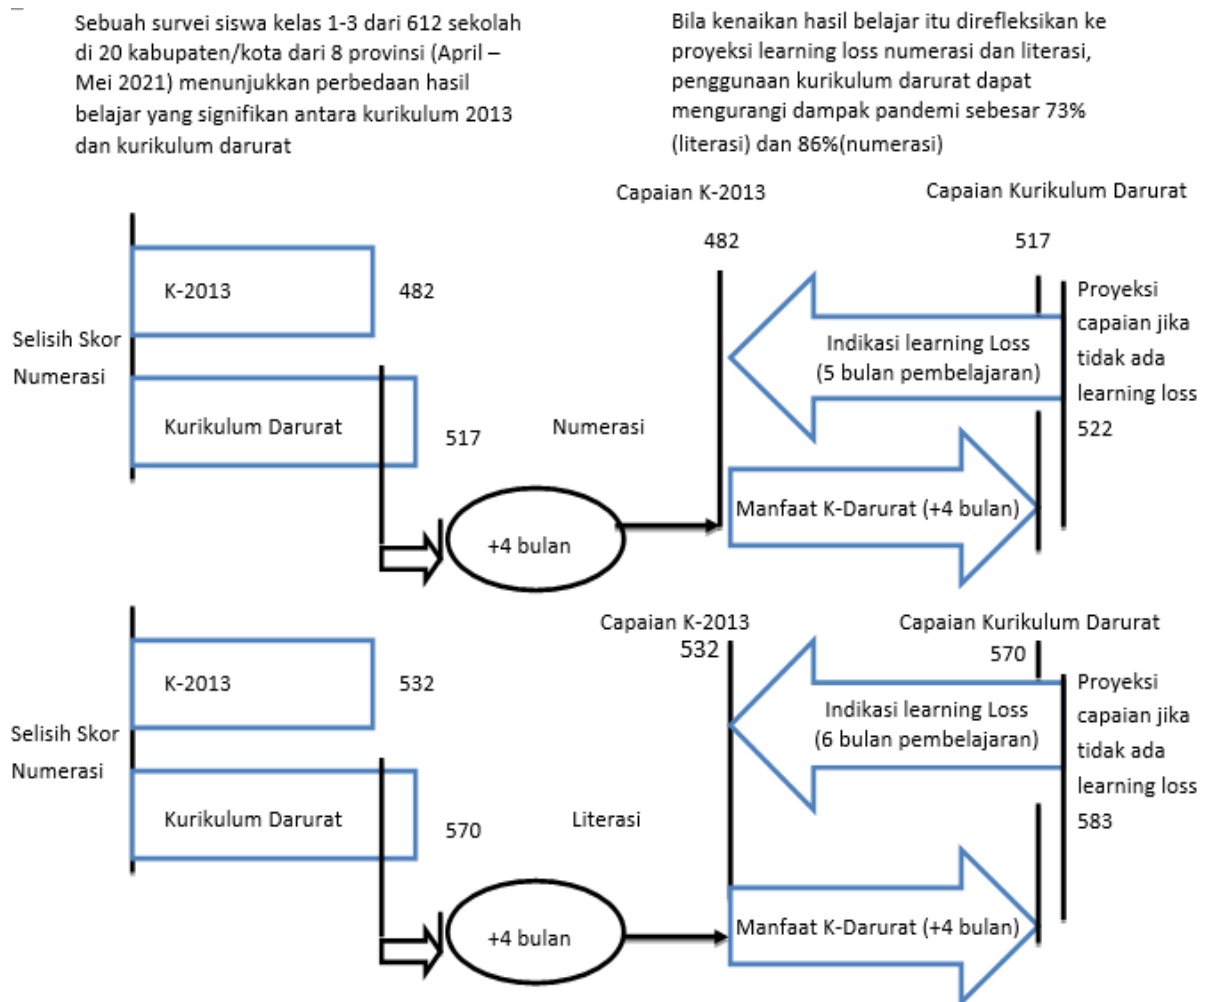 Sebuah survei siswa kelas 1-3 dari 612 sekolah
di 20 kabupaten/kota dari 8 provinsi (April –
Mei 2021) menunjukkan perbedaan hasil
belajar yang signifikan antara kurikulum 2013
dan kurikulum darurat
Bila kenaikan hasil belajar itu direfleksikan ke
proyeksi learning loss numerasi dan literasi,
penggunaan kurikulum darurat dapat
mengurangi dampak pandemi sebesar 73%
(literasi) dan 86%(numerasi)
Selisih Skor
Numerasi
K-2013
482
Kurikulum Darurat
517
+4 bulan
Numerasi
Capaian K-2013
482
Capaian Kurikulum Darurat
517
Indikasi learning Loss
(5 bulan pembelajaran)
Manfaat K-Darurat (+4 bulan)
Proyeksi
capaian jika
tidak ada
learning loss
522
Selisih Skor
Numerasi
K-2013
532
Kurikulum Darurat
570
+4 bulan
Literasi
Capaian K-2013
532
Capaian Kurikulum Darurat
570
Indikasi learning Loss
(6 bulan pembelajaran)
Manfaat K-Darurat (+4 bulan)
Proyeksi
capaian jika
tidak ada
learning loss
583